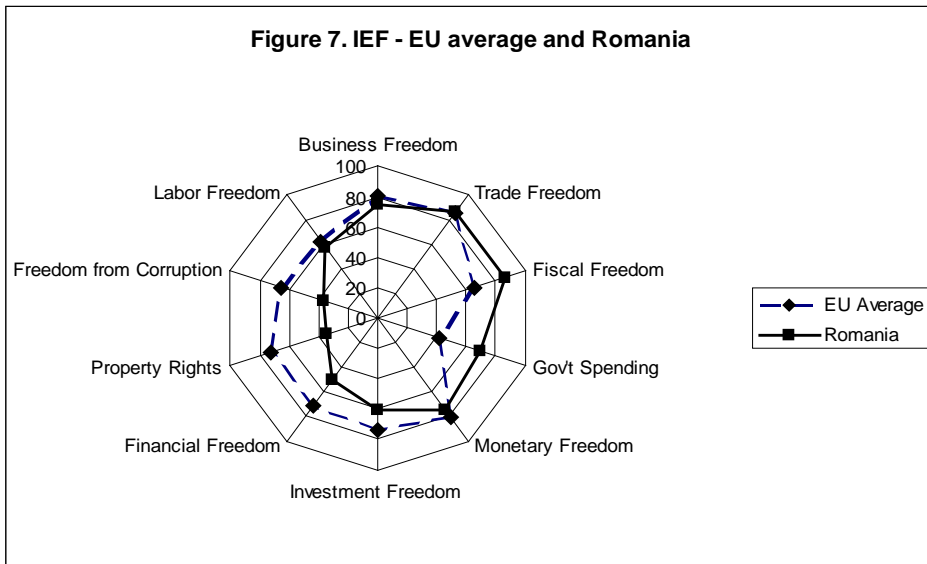 Figure 7. IEF - EU average and Romania
Business Freedom
100
Labor Freedom
Trade Freedom
80
60
Freedom from Corruption
40
Fiscal Freedom
20
0
EU Average
Romania
Property Rights
Gov't Spending
Financial Freedom
Monetary Freedom
Investment Freedom